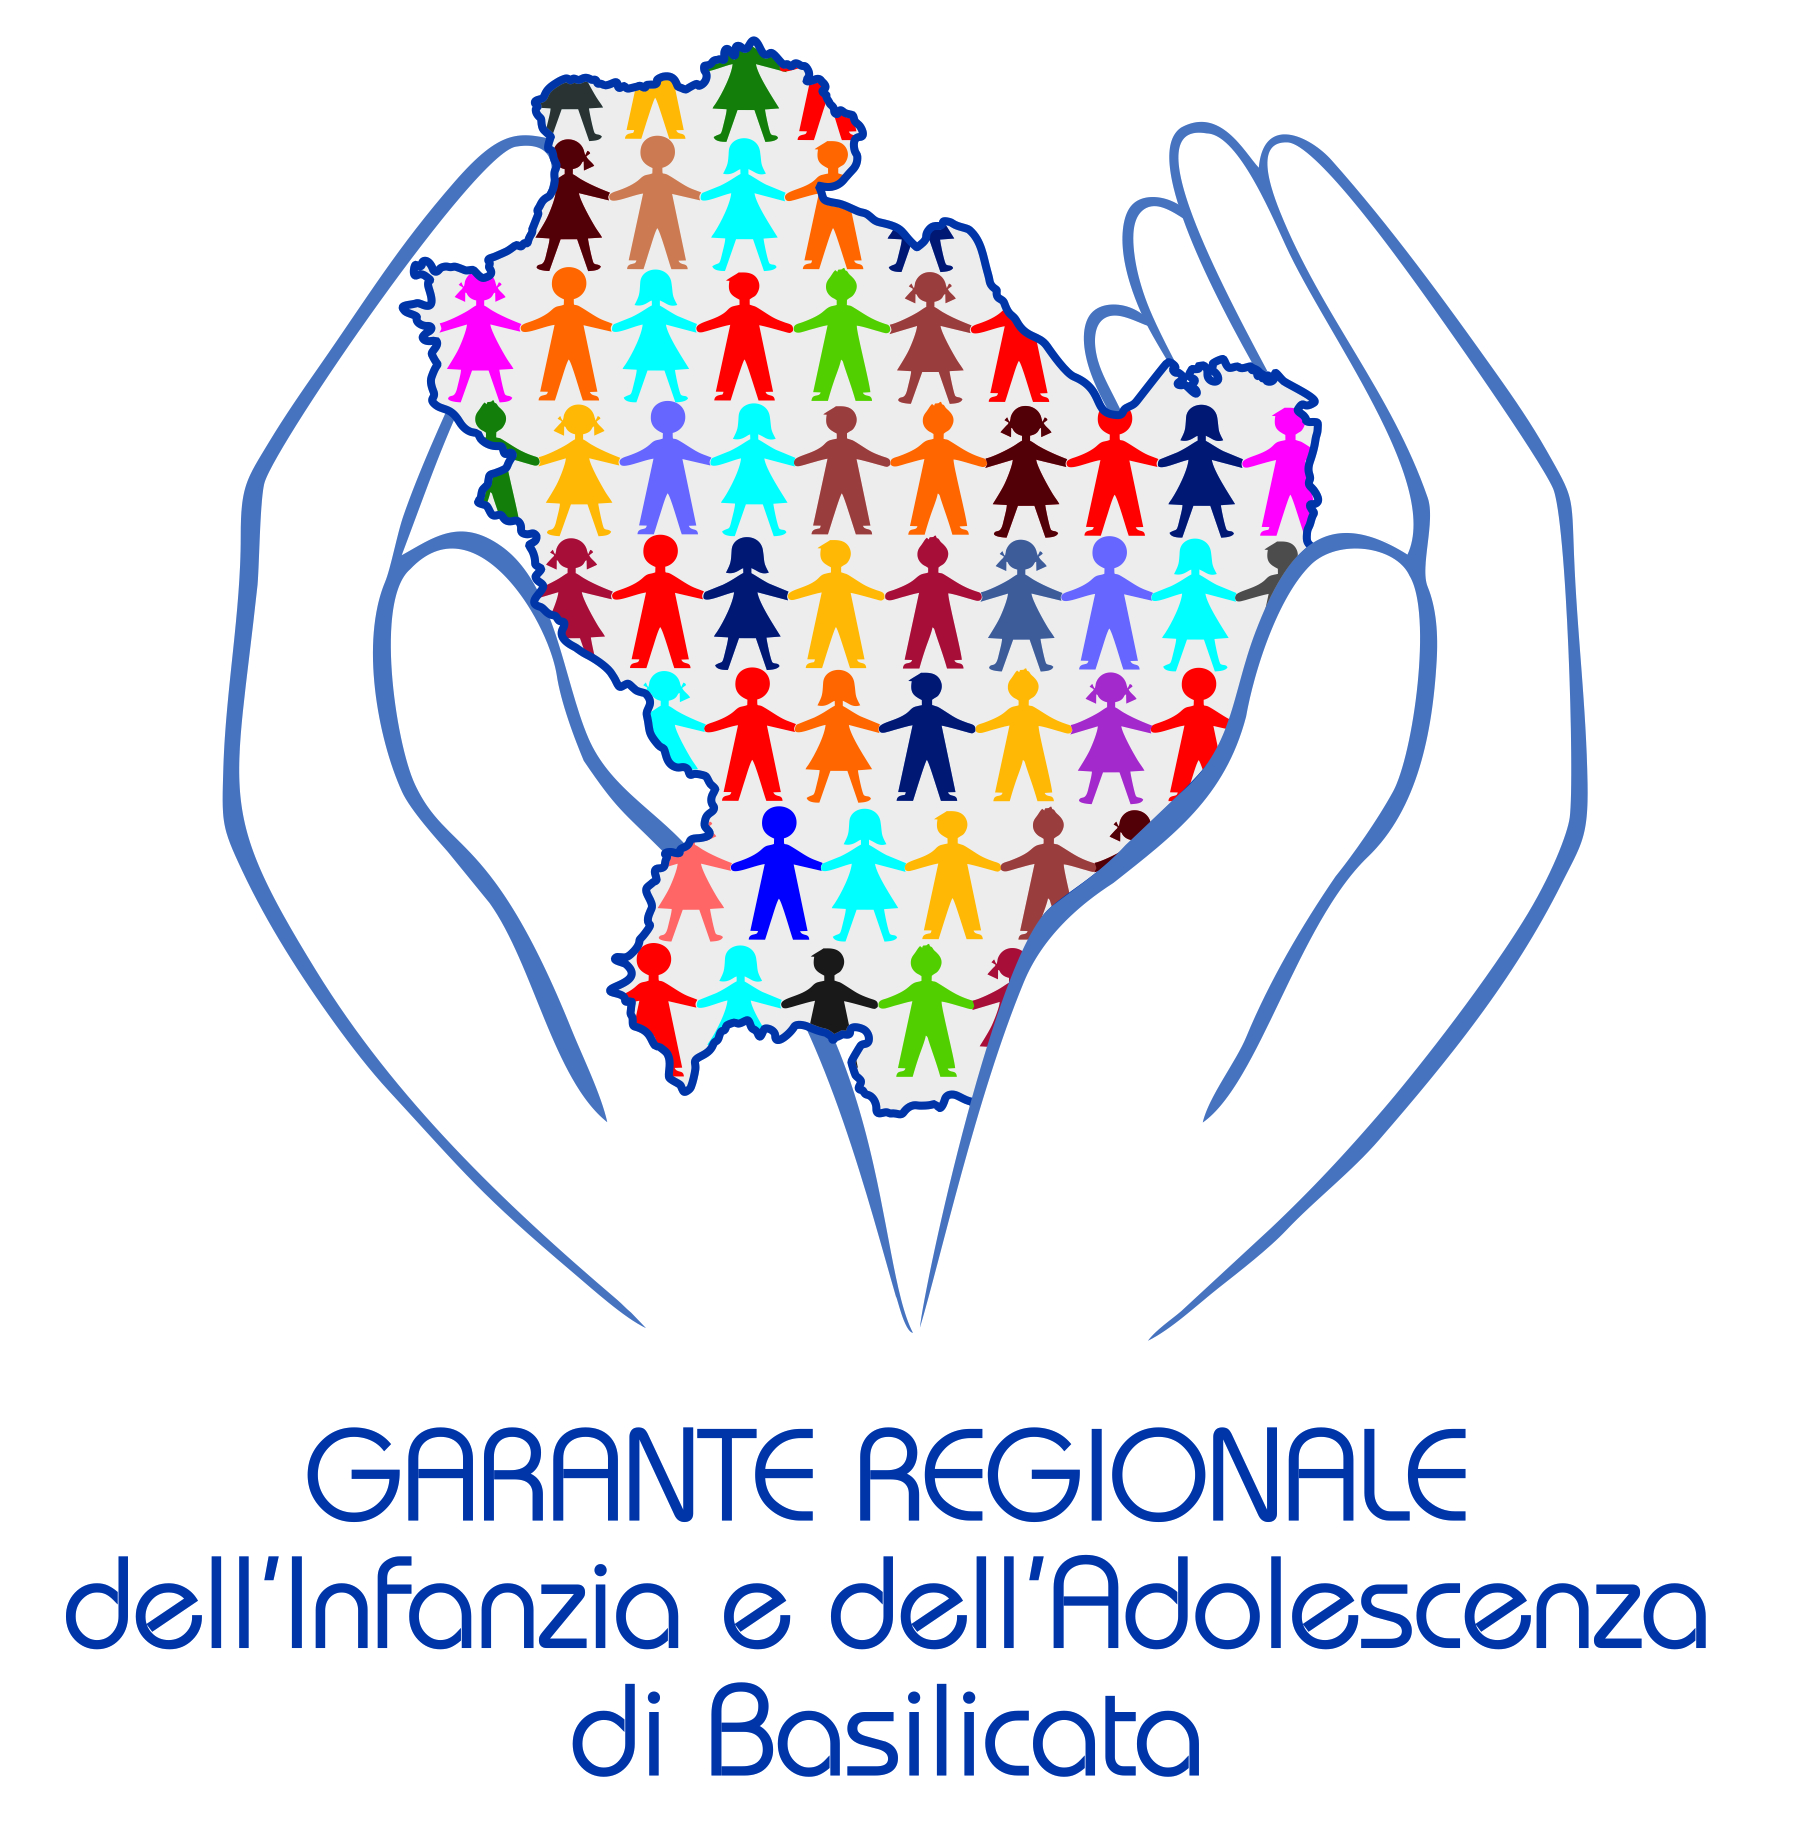 GARANTE REGIONALE
dell'Infanzia e dell'Adolescenza
di Basilicata